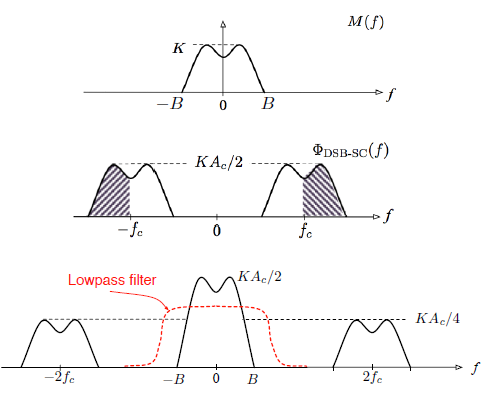 M(f)
K
f
−B 0 B
Φ_DSB-SC(f)
KA_c/2
f
−f_c 0 f_c
Lowpass filter
KA_c/2
KA_c/4
f
−2f_c −B 0 B 2f_c